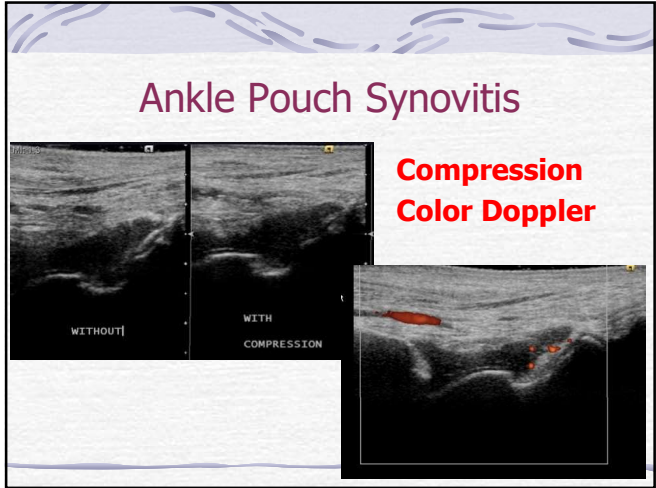 Ankle Pouch Synovitis
Compression
Color Doppler
WITHOUT
WITH
COMPRESSION